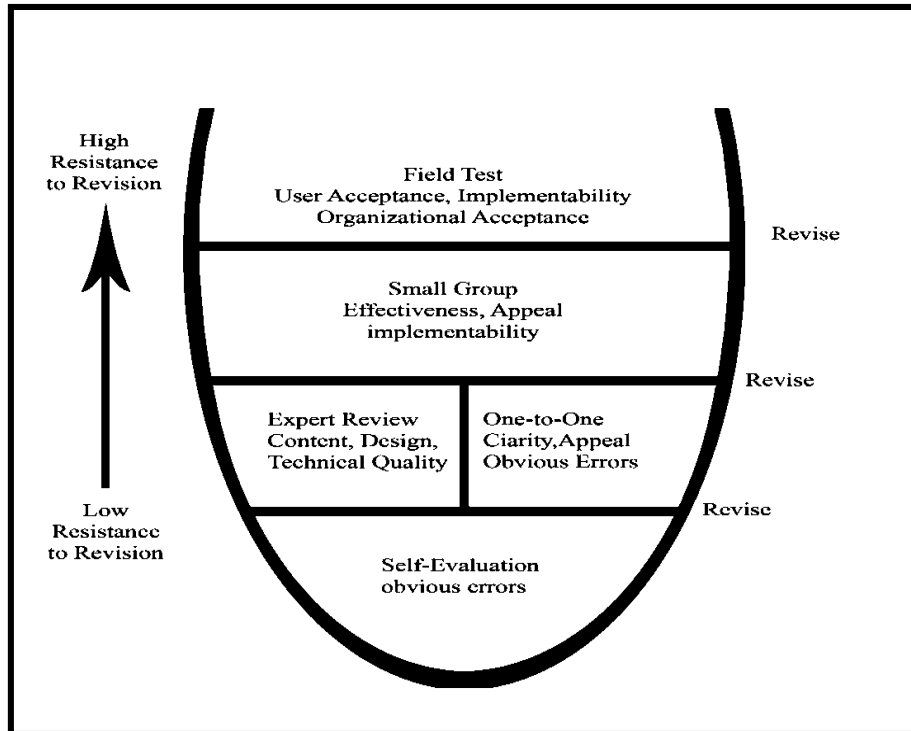 High
Resistance
to Revision
Field Test
User Acceptance, Implementability
Organizational Acceptance
Revise
Small Group
Effectiveness, Appeal
implementability
Revise
Expert Review
Content, Design,
Technical Quality
One-to-One
Ciarity,Appeal
Obvious Errors
Revise
Low
Resistance
to Revision
Self-Evaluation
obvious errors